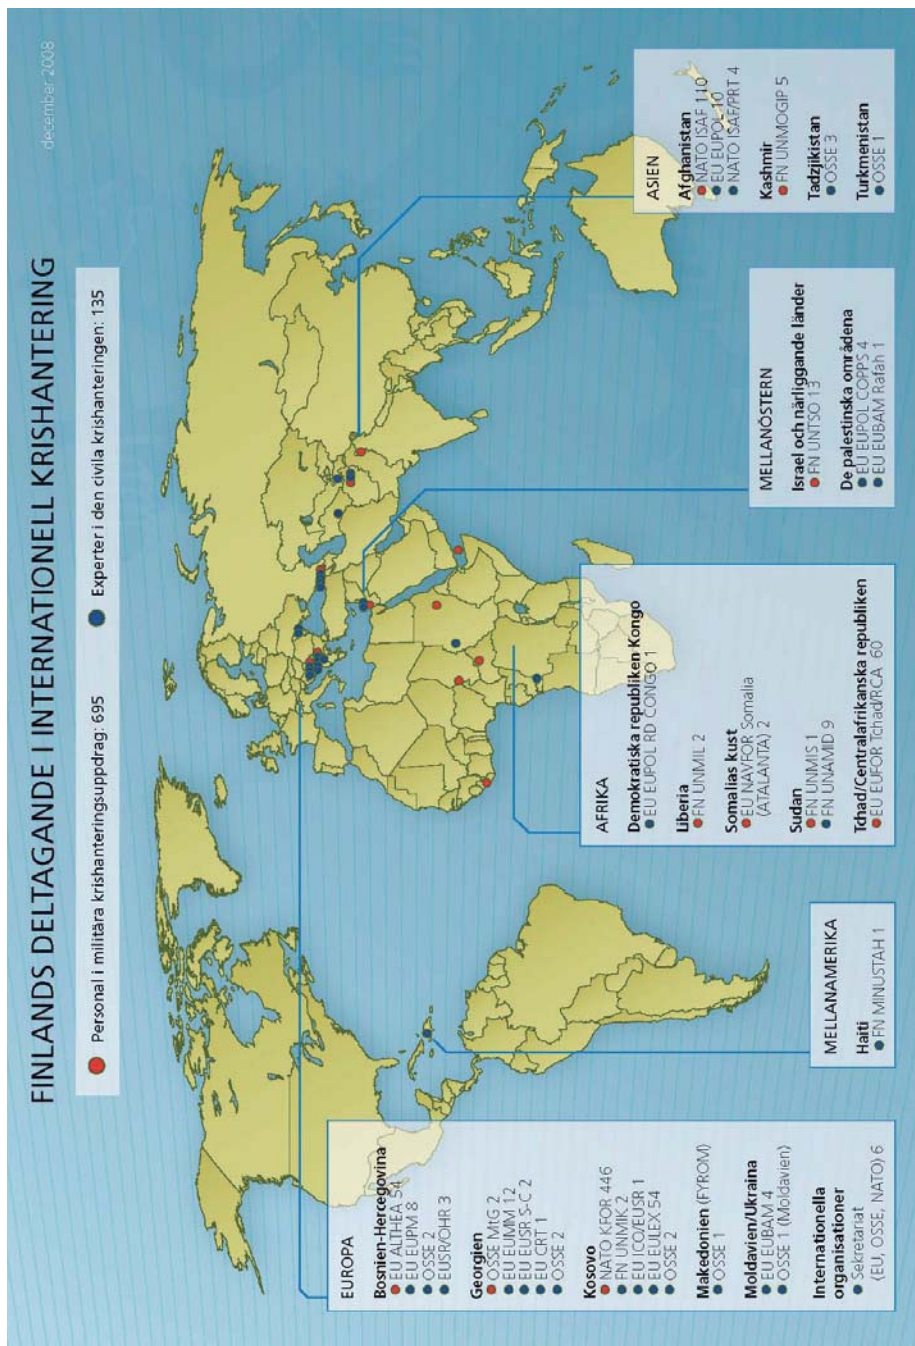 FINLANDS DELTAGANDE I INTERNATIONELL KRISHANTERING
december 2008
Personal i militära krishanteringsuppdrag: 695
Experter i den civila krishanteringen: 135
EUROPA
Bosnien-Hercegovina
EU ALTHEA 54
EU EUPM 8
OSSE 2
EUSR/OHR 3
Georgien
OSSE MtG 2
EU EUMM 12
EU EUSR S-C 2
EU CRT 1
OSSE 2
Kosovo
NATO KFOR 446
FN UNMIK 2
EU ICO/EUSR 1
EU EULEX 54
OSSE 2
Makedonien (FYROM)
OSSE 1
Moldavien/Ukraina
EU EUBAM 4
OSSE 1 (Moldavien)
Internationella
organisationer
Sekretariat
(EU, OSSE, NATO) 6
MELLANAMERIKA
Haiti
FN MINUSTAH 1
AFRIKA
Demokratiska republiken Kongo
EU EUPOL RD CONGO 1
Liberia
FN UNMIL 2
Somalias kust
EU NAVFOR Somalia
(ATALANTA) 2
Sudan
FN UNMIS 1
FN UNAMID 9
Tchad/Centralafrikanska republiken
EU EUFOR Tchad/RCA 60
MELLANÖSTERN
Israel och närliggande länder
FN UNTSO 13
De palestinska områdena
EU EUPOL COPPS 4
EU EUBAM Rafah 1
ASIEN
Afghanistan
NATO ISAF 110
EU EUPOL 10
NATO ISAF/PRT 4
Kashmir
FN UNMOGIP 5
Tadzjikistan
OSSE 3
Turkmenistan
OSSE 1